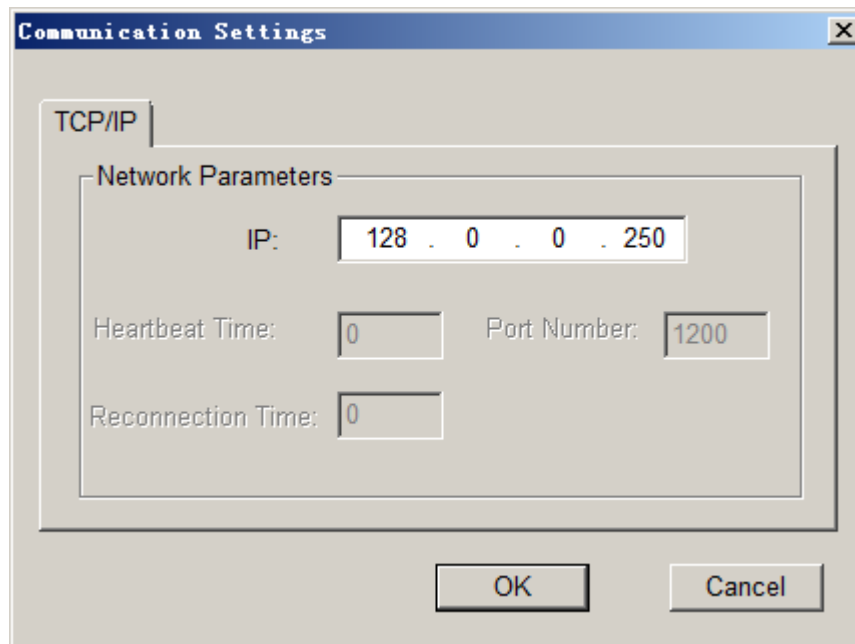 Communication Settings
TCP/IP
Network Parameters
IP: 128 . 0 . 0 . 250
Heartbeat Time: 0 Port Number: 1200
Reconnection Time: 0
OK Cancel